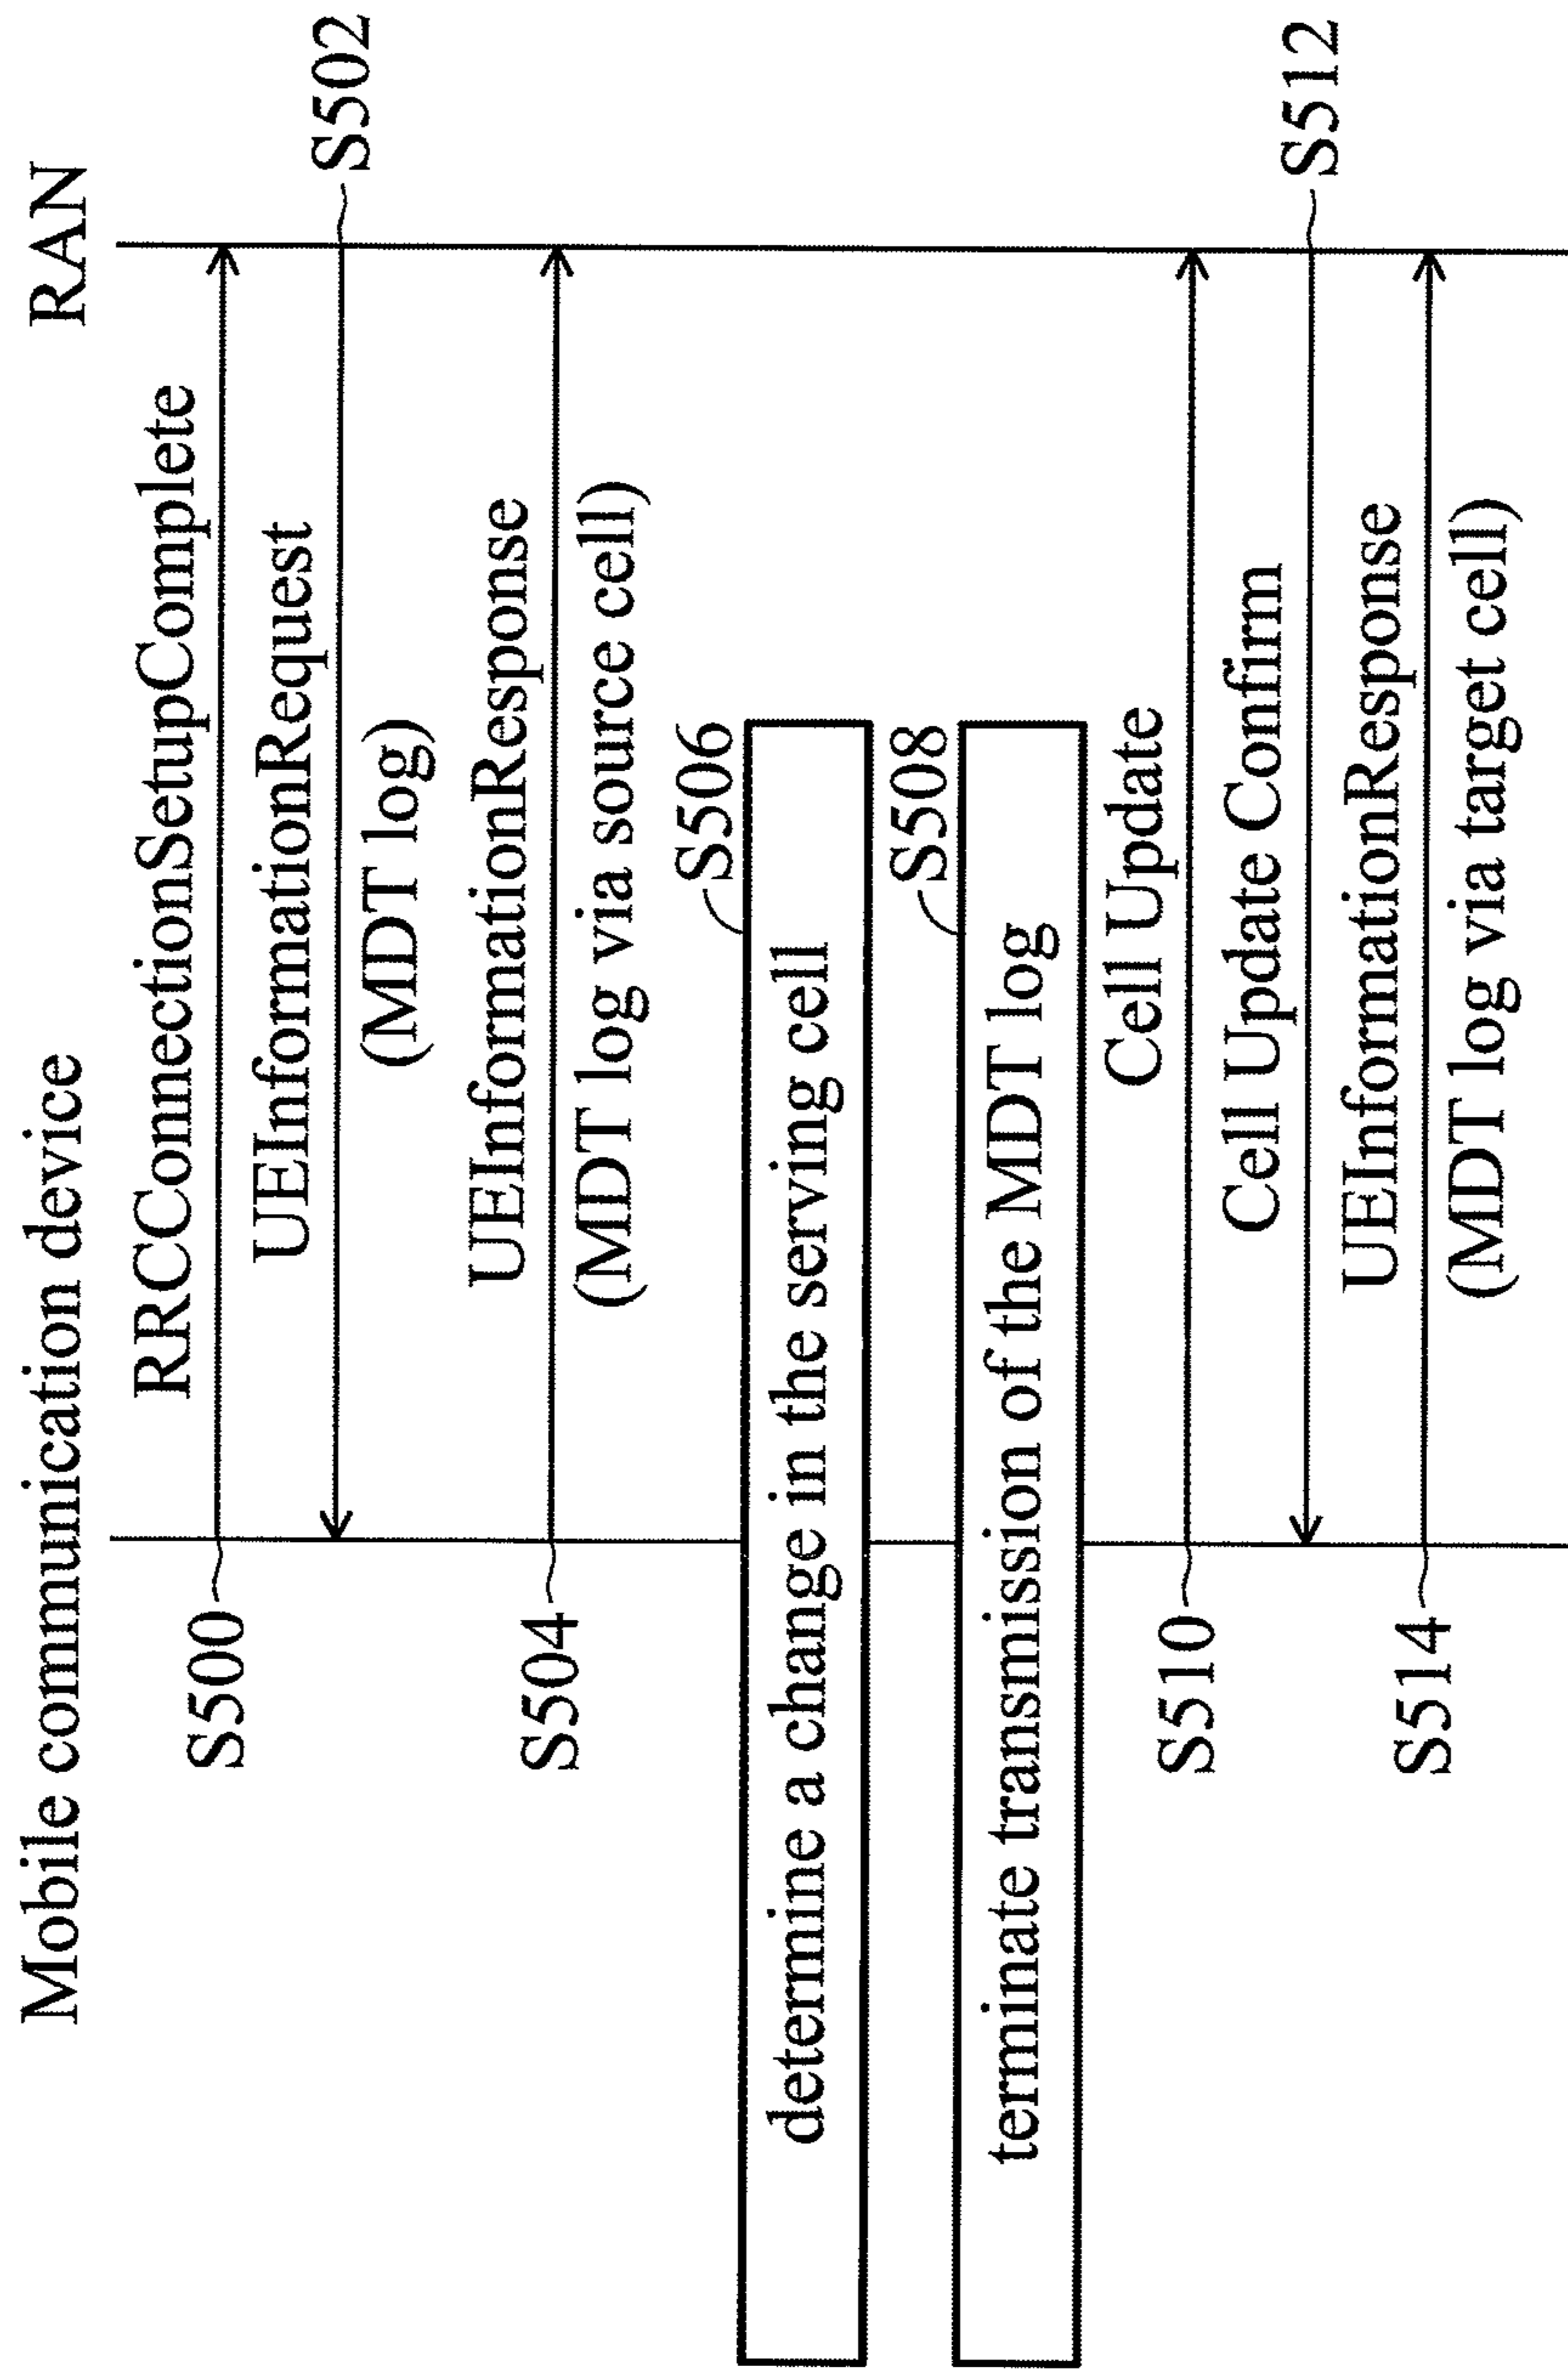 Mobile communication device
RAN
S500
RRCConnectionSetupComplete
UEInformationRequest
S502
(MDT log)
S504
UEInformationResponse
(MDT log via source cell)
S506
determine a change in the serving cell
S508
terminate transmission of the MDT log
Cell Update
S510
Cell Update Confirm
S512
UEInformationResponse
S514
(MDT log via target cell)